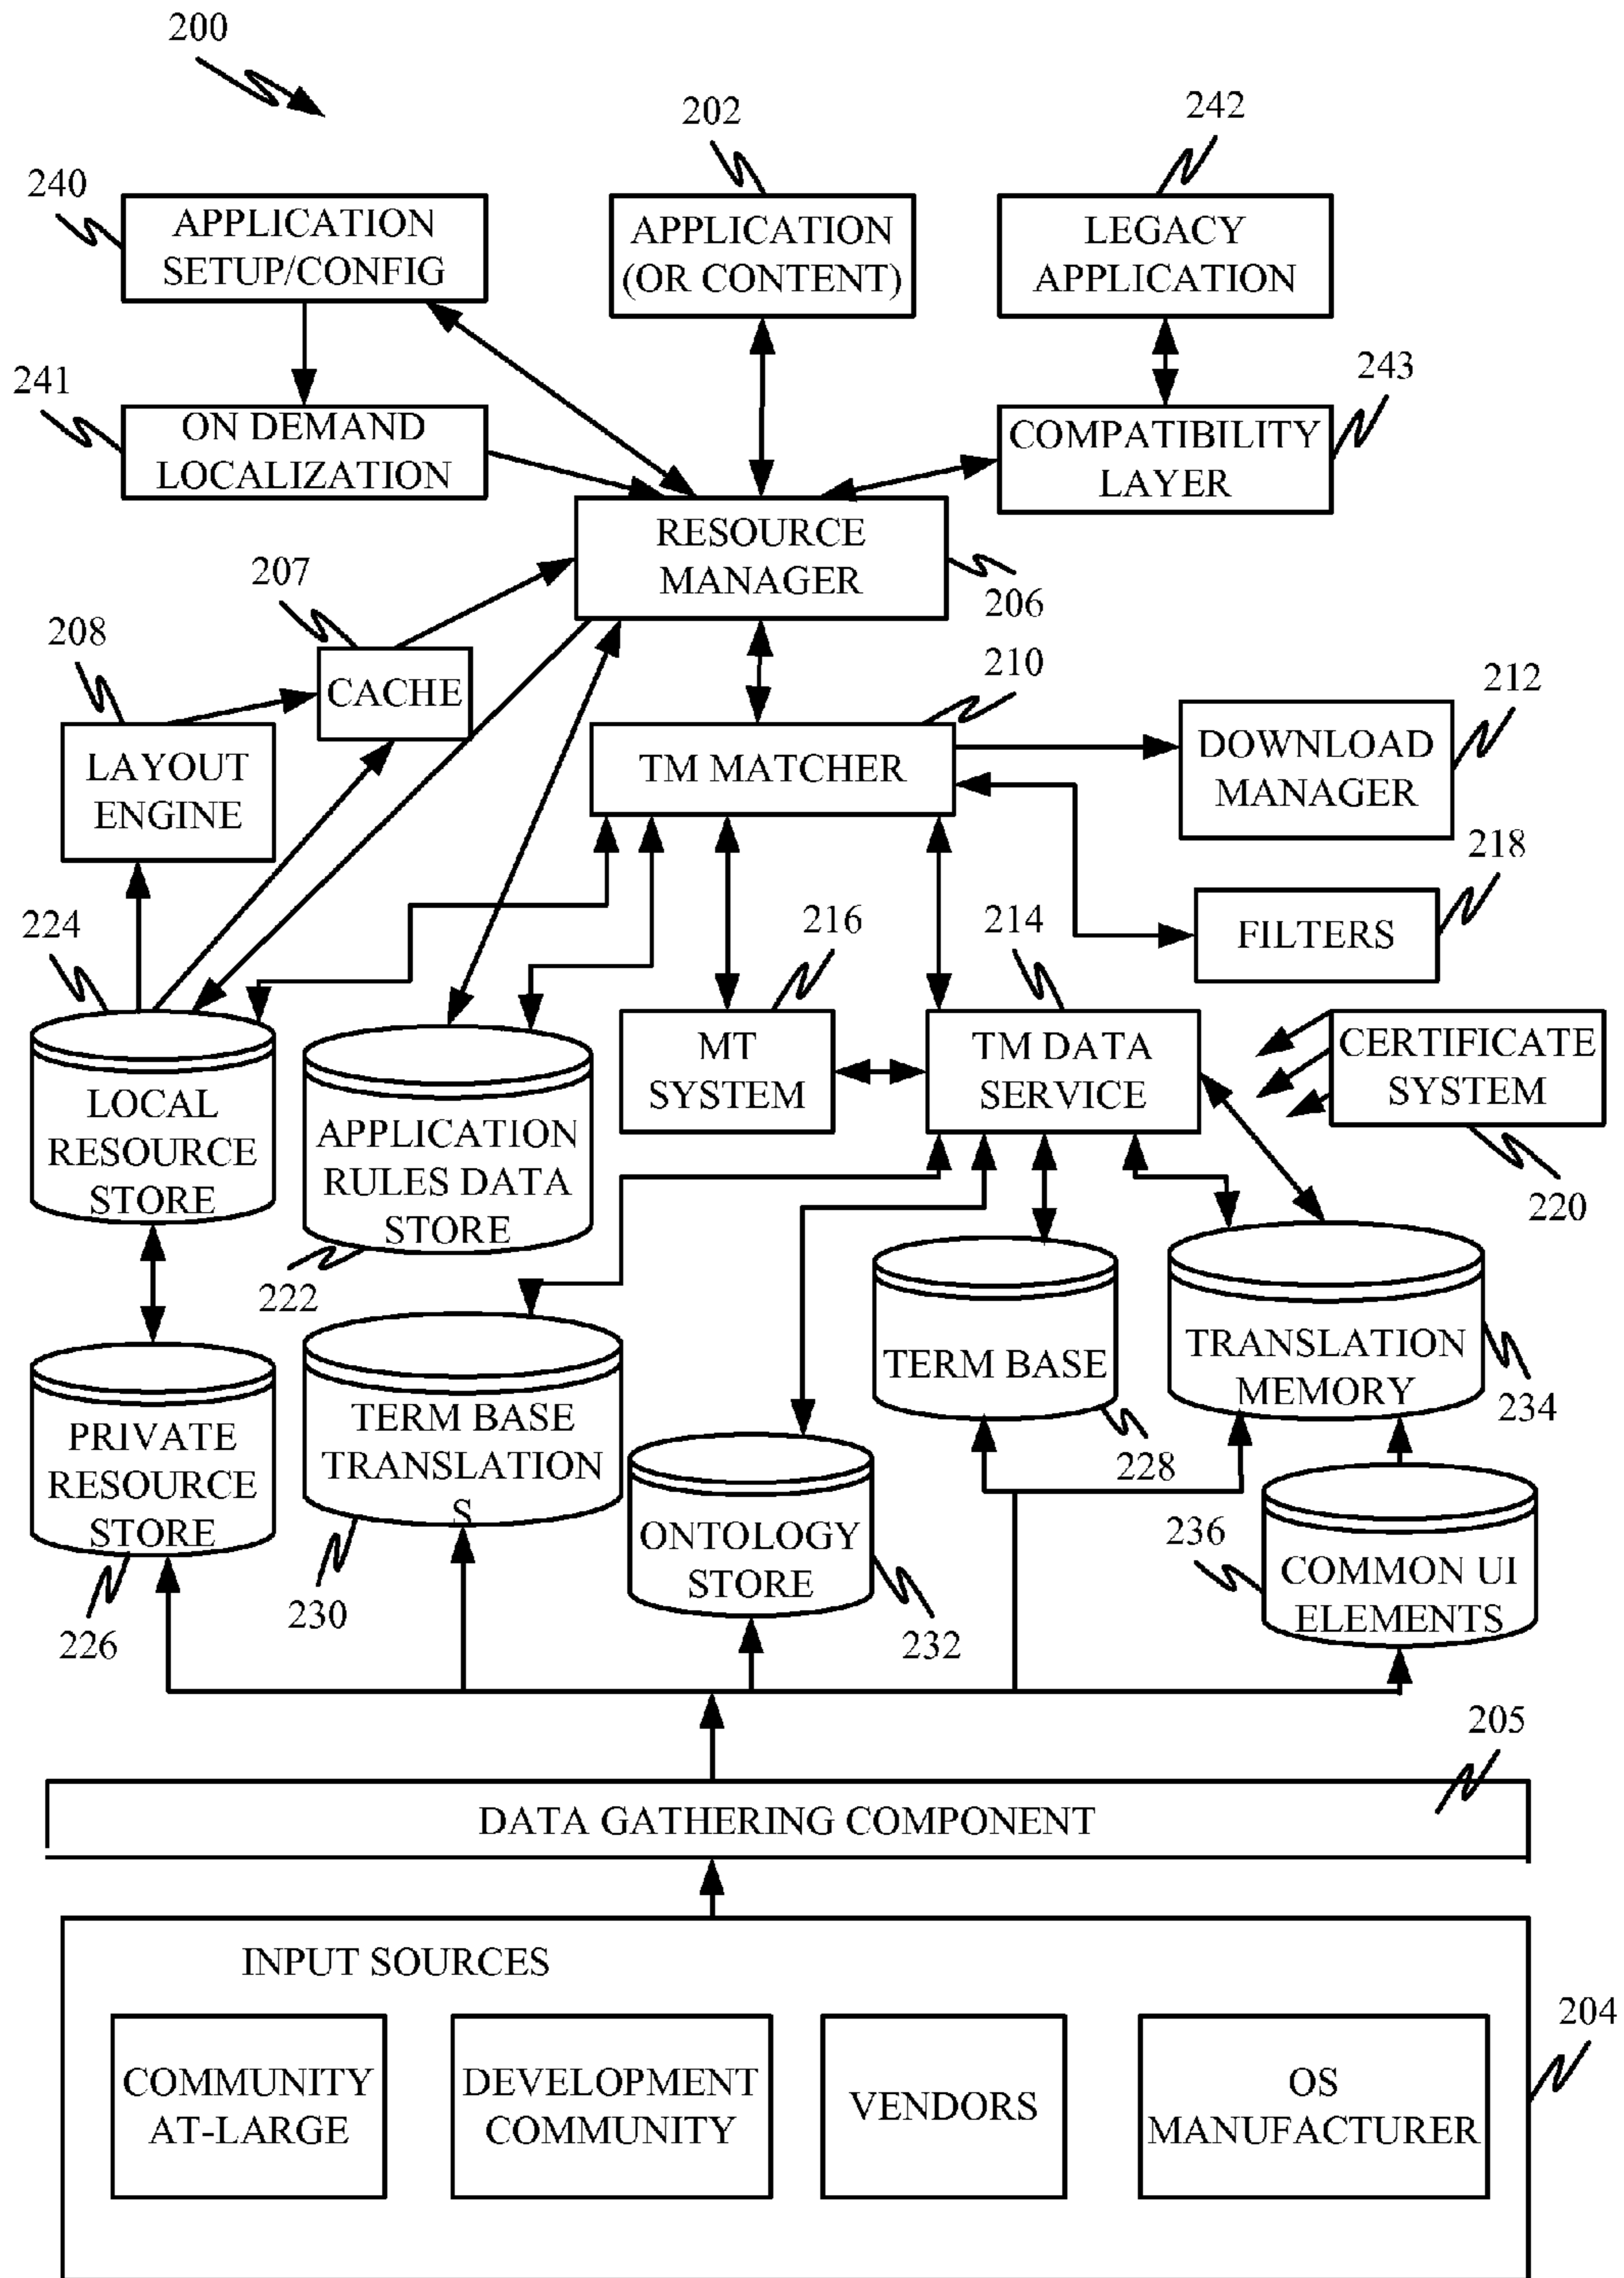 200
202
242
240
APPLICATION
SETUP/CONFIG
APPLICATION
(OR CONTENT)
LEGACY
APPLICATION
241
243
ON DEMAND
LOCALIZATION
COMPATIBILITY
LAYER
RESOURCE
MANAGER
207
206
208
CACHE
210
212
LAYOUT
ENGINE
TM MATCHER
DOWNLOAD
MANAGER
218
224
216
214
FILTERS
MT
SYSTEM
TM DATA
SERVICE
CERTIFICATE
SYSTEM
LOCAL
RESOURCE
STORE
APPLICATION
RULES DATA
STORE
220
222
TERM BASE
TRANSLATION
MEMORY
234
PRIVATE
RESOURCE
STORE
TERM BASE
TRANSLATION
S
228
ONTOLOGY
STORE
236
COMMON UI
ELEMENTS
226
230
232
205
DATA GATHERING COMPONENT
INPUT SOURCES
204
COMMUNITY
AT-LARGE
DEVELOPMENT
COMMUNITY
VENDORS
OS
MANUFACTURER